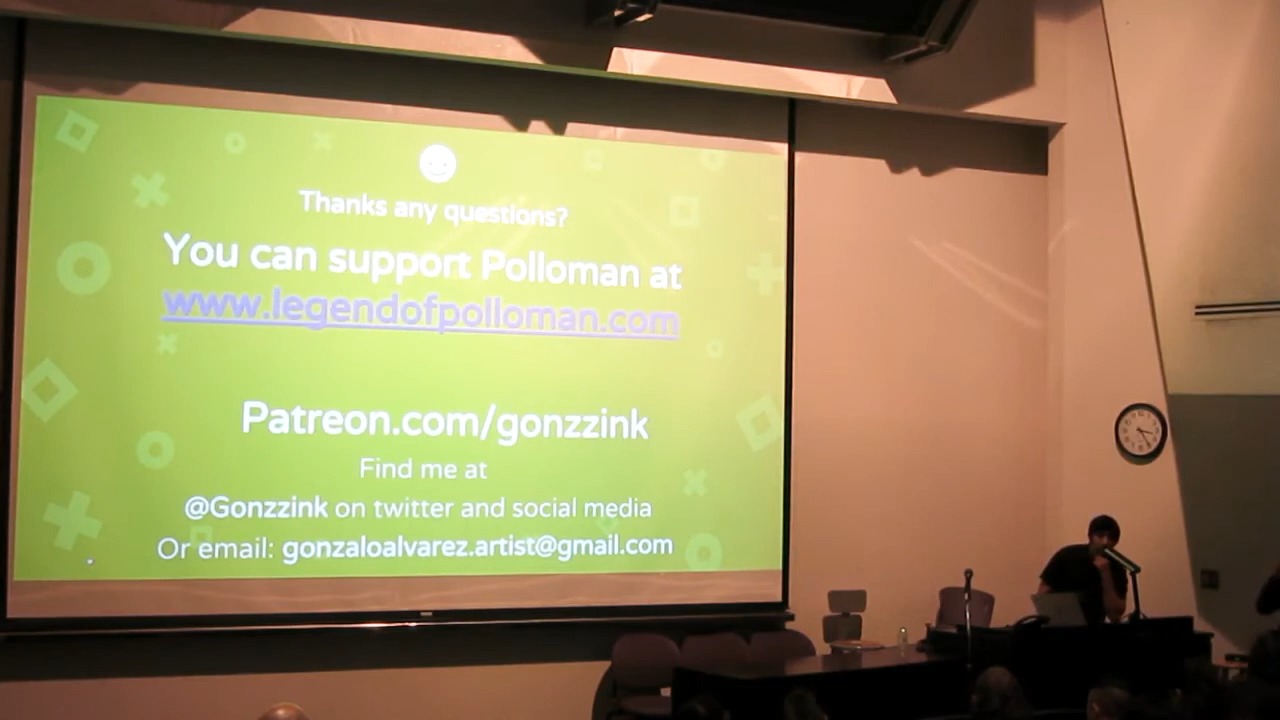 Thanks any questions?
You can support Polloman at
www.legendofpolloman.com
Patreon.com/gonzzink
Find me at
@Gonzzink on twitter and social media
Or email: gonzaloalvarez.artist@gmail.com